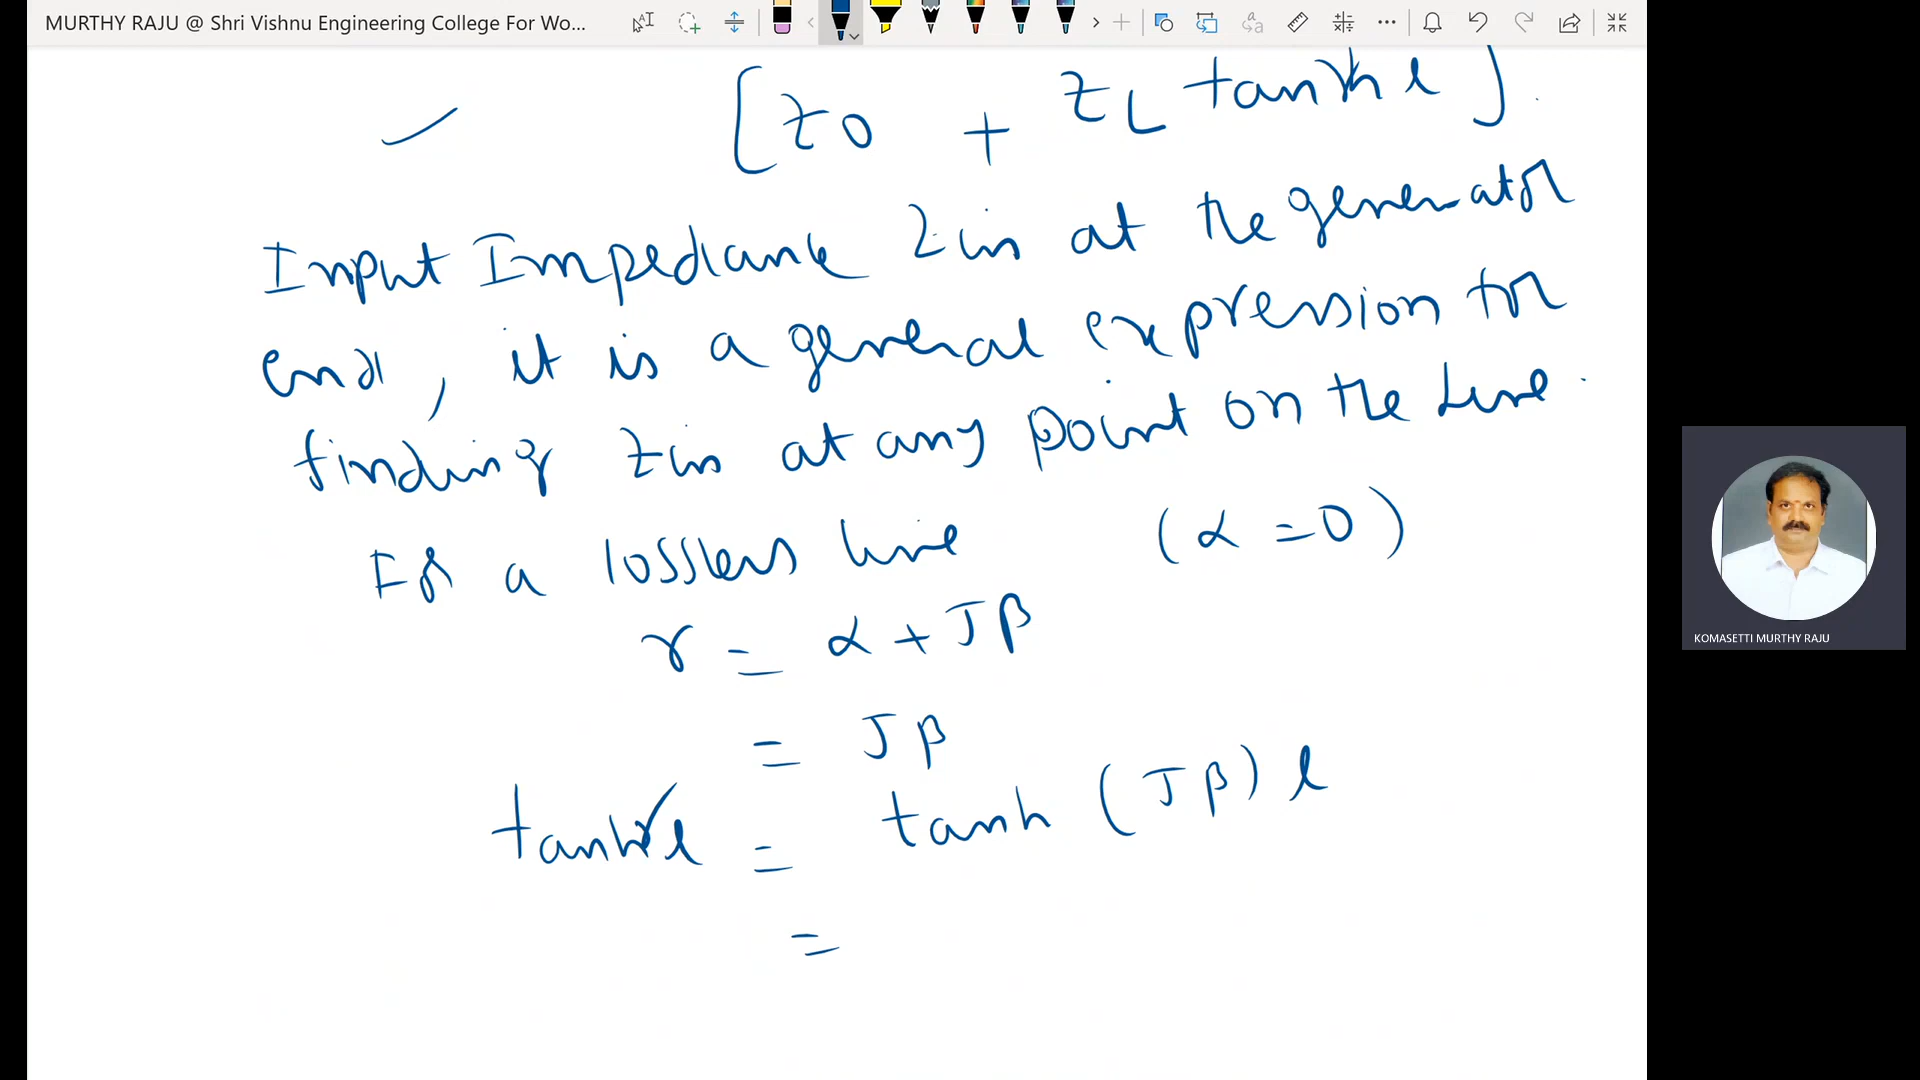 MURTHY RAJU @ Shri Vishnu Engineering College For Wo...
[Z0 + ZL tanh γ l].
Input Impedance Zin at the generator
end, it is a general expression for
finding Zin at any point on the Line.
For a lossless line (α = 0)
γ = α + Jβ
= Jβ
tanh γl = tanh (Jβ) l
=
KOMASETTI MURTHY RAJU